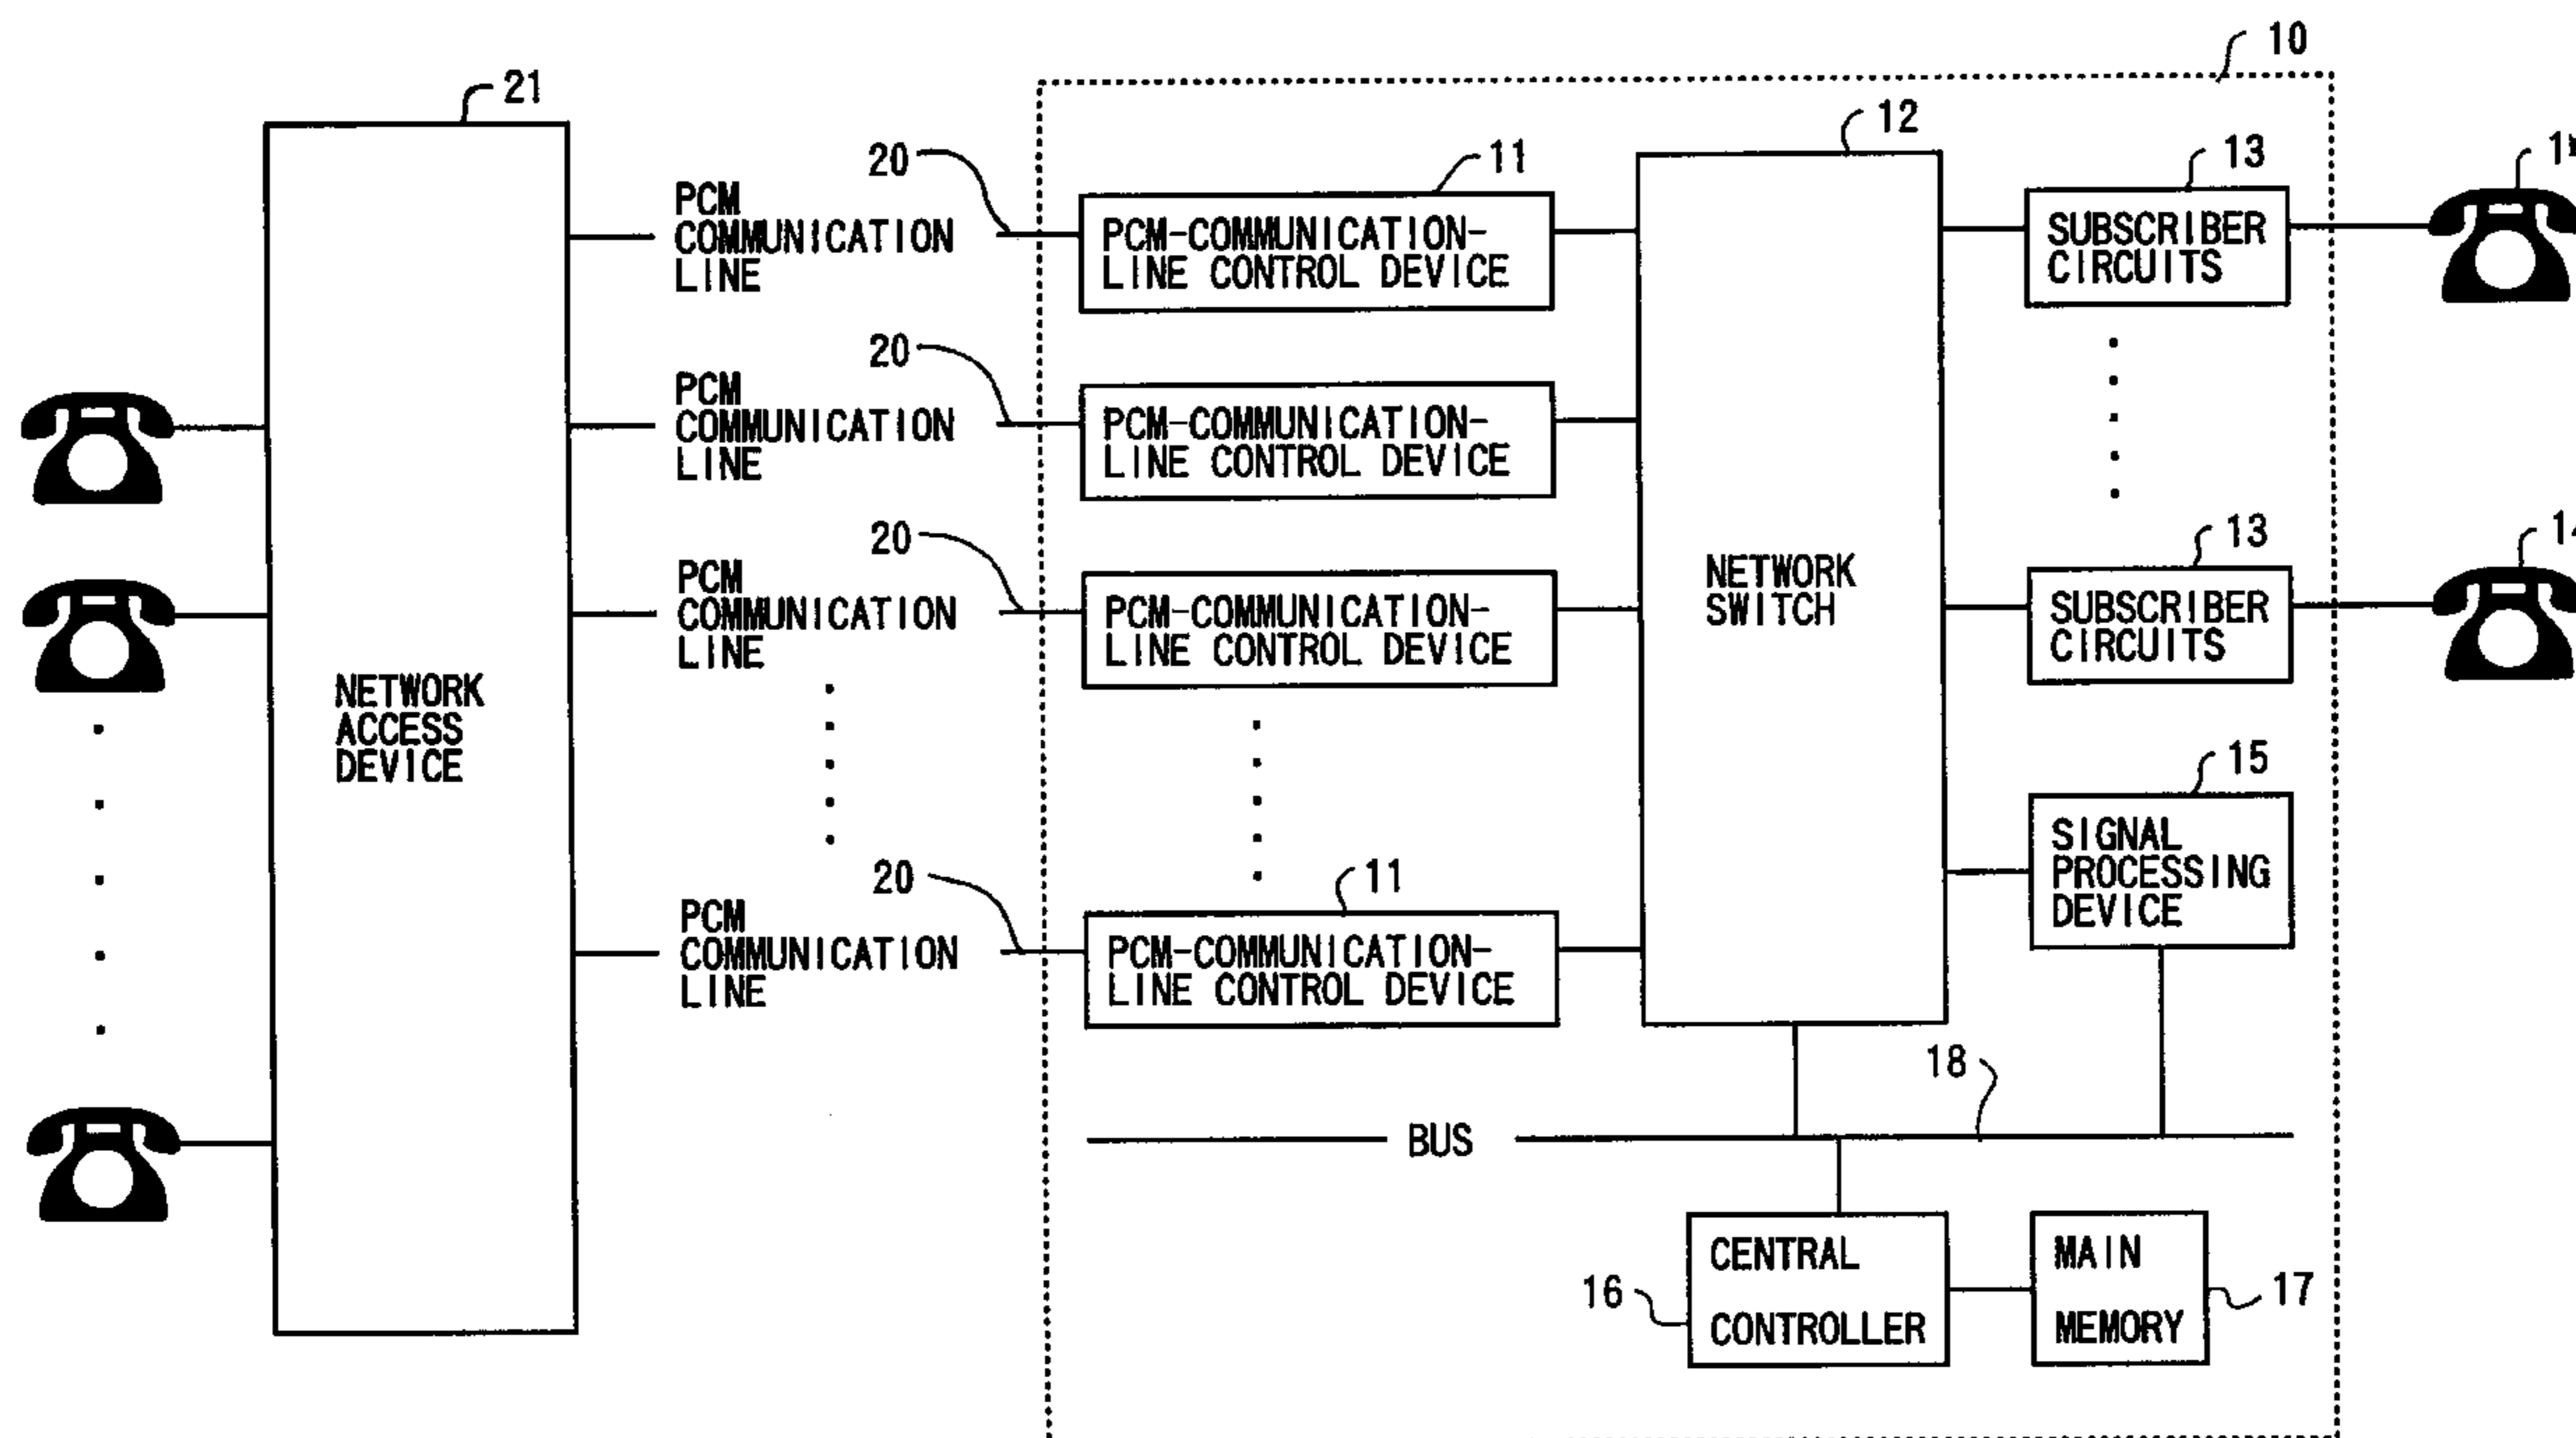 10
21
12
20
11
13
PCM
COMMUNICATION
LINE
PCM-COMMUNICATION-
LINE CONTROL DEVICE
SUBSCRIBER
CIRCUITS
20
PCM
COMMUNICATION
LINE
PCM-COMMUNICATION-
LINE CONTROL DEVICE
20
13
PCM
COMMUNICATION
LINE
PCM-COMMUNICATION-
LINE CONTROL DEVICE
NETWORK
SWITCH
SUBSCRIBER
CIRCUITS
NETWORK
ACCESS
DEVICE
15
SIGNAL
PROCESSING
DEVICE
20
11
PCM
COMMUNICATION
LINE
PCM-COMMUNICATION-
LINE CONTROL DEVICE
18
BUS
16
CENTRAL
CONTROLLER
MAIN
MEMORY
17